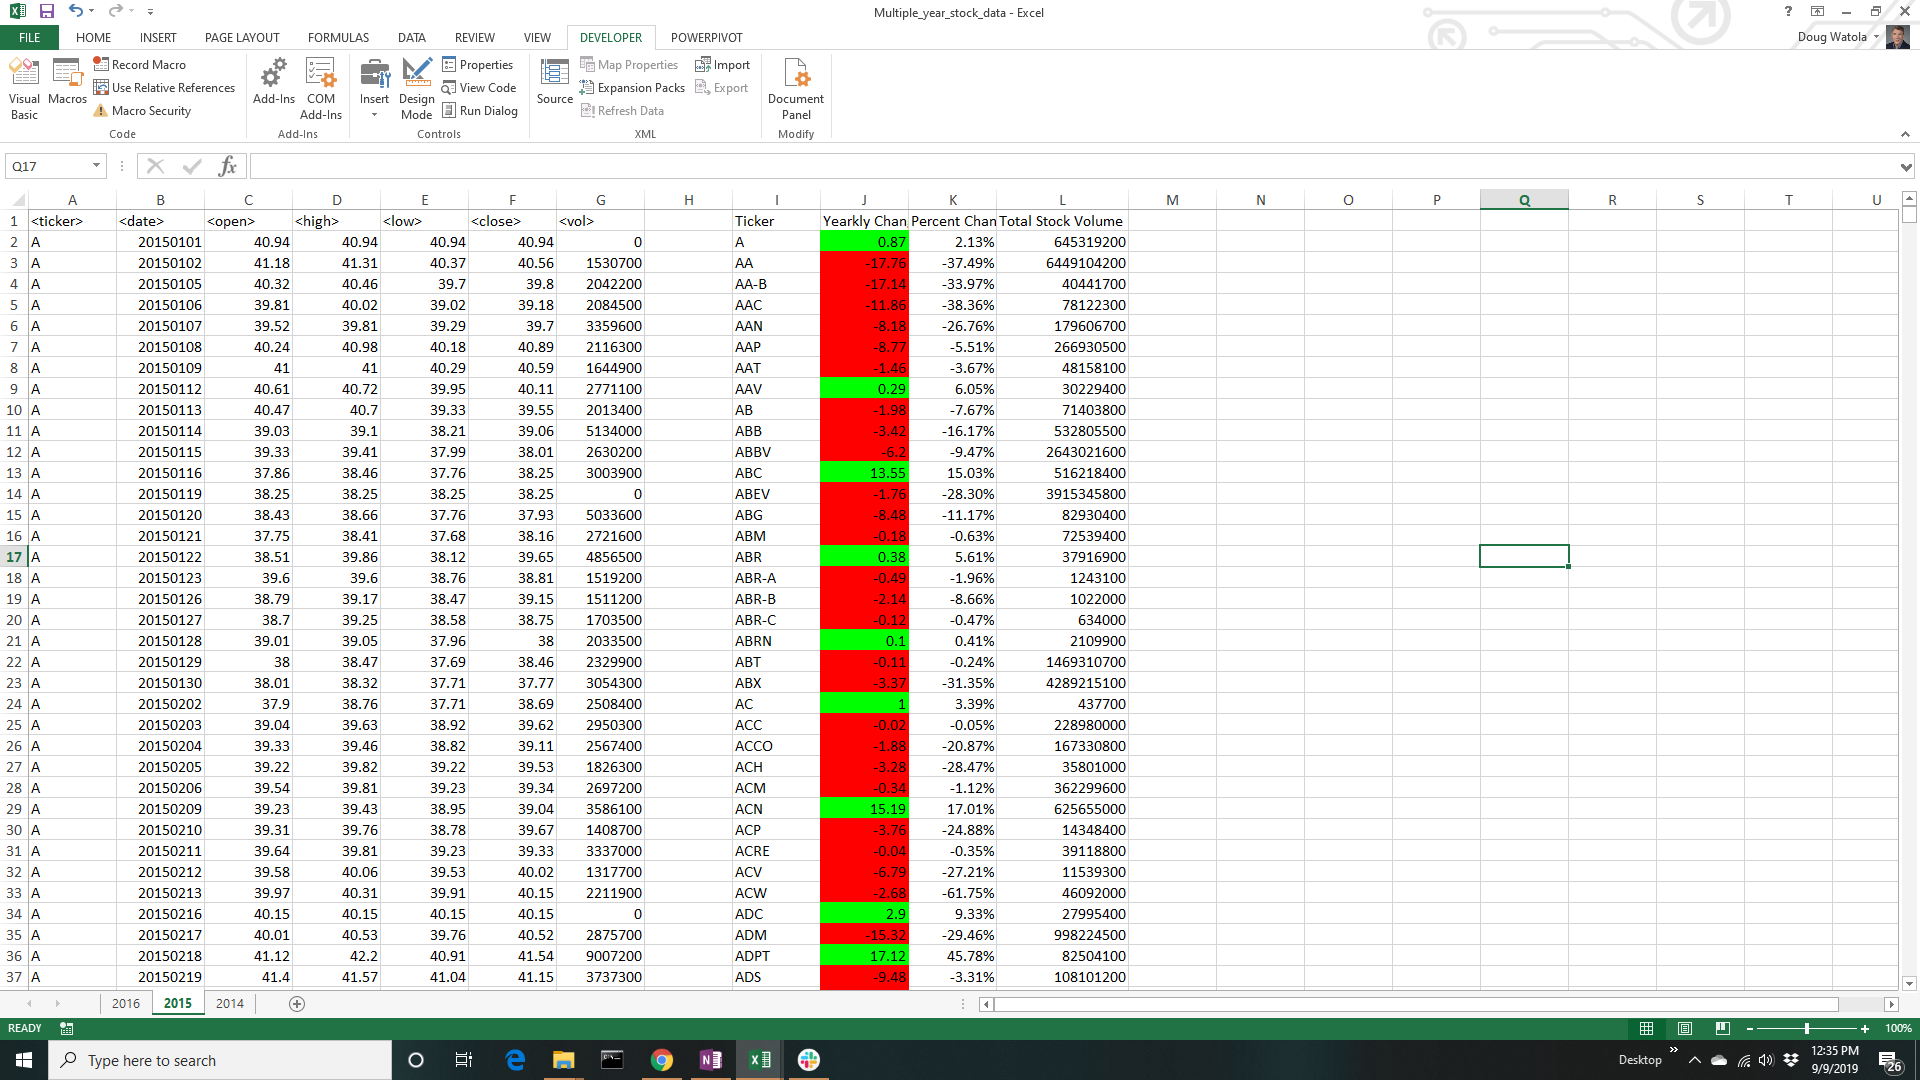 Multiple_year_stock_data - Excel
FILE HOME INSERT PAGE LAYOUT FORMULAS DATA REVIEW VIEW DEVELOPER POWERPIVOT Doug Watola
Visual Basic
Macros
Record Macro
Use Relative References
Macro Security
Code
Add-Ins
COM Add-Ins
Add-Ins
Insert
Design Mode
Properties
View Code
Run Dialog
Controls
Source
Map Properties
Expansion Packs
Refresh Data
Import
Export
XML
Document Panel
Modify
Q17 fx
A B C D E F G H I J K L M N O P Q R S T U
1 <ticker> <date> <open> <high> <low> <close> <vol> Ticker Yearkly Chan Percent Chan Total Stock Volume
2 A 20150101 40.94 40.94 40.94 40.94 0 A 0.87 2.13% 645319200
3 A 20150102 41.18 41.31 40.37 40.56 1530700 AA -17.76 -37.49% 6449104200
4 A 20150105 40.32 40.46 39.7 39.8 2042200 AA-B -17.14 -33.97% 40441700
5 A 20150106 39.81 40.02 39.02 39.18 2084500 AAC -11.86 -38.36% 78122300
6 A 20150107 39.52 39.81 39.29 39.7 3359600 AAN -8.18 -26.76% 179606700
7 A 20150108 40.24 40.98 40.18 40.89 2116300 AAP -8.77 -5.51% 266930500
8 A 20150109 41 41 40.29 40.59 1644900 AAT -1.46 -3.67% 48158100
9 A 20150112 40.61 40.72 39.95 40.11 2771100 AAV 0.29 6.05% 30229400
10 A 20150113 40.47 40.7 39.33 39.55 2013400 AB -1.98 -7.67% 71403800
11 A 20150114 39.03 39.1 38.21 39.06 5134000 ABB -3.42 -16.17% 532805500
12 A 20150115 39.33 39.41 37.99 38.01 2630200 ABBV -6.2 -9.47% 2643021600
13 A 20150116 37.86 38.46 37.76 38.25 3003900 ABC 13.55 15.03% 516218400
14 A 20150119 38.25 38.25 38.25 38.25 0 ABEV -1.76 -28.30% 3915345800
15 A 20150120 38.43 38.66 37.76 37.93 5033600 ABG -8.48 -11.17% 82930400
16 A 20150121 37.75 38.41 37.68 38.16 2721600 ABM -0.18 -0.63% 72539400
17 A 20150122 38.51 39.86 38.12 39.65 4856500 ABR 0.38 5.61% 37916900
18 A 20150123 39.6 39.6 38.76 38.81 1519200 ABR-A -0.49 -1.96% 1243100
19 A 20150126 38.79 39.17 38.47 39.15 1511200 ABR-B -2.14 -8.66% 1022000
20 A 20150127 38.7 39.25 38.58 38.75 1703500 ABR-C -0.12 -0.47% 634000
21 A 20150128 39.01 39.05 37.96 38 2033500 ABRN 0.1 0.41% 2109900
22 A 20150129 38 38.47 37.69 38.46 2329900 ABT -0.11 -0.24% 1469310700
23 A 20150130 38.01 38.32 37.71 37.77 3054300 ABX -3.37 -31.35% 4289215100
24 A 20150202 37.9 38.76 37.71 38.69 2508400 AC 1 3.39% 437700
25 A 20150203 39.04 39.63 38.92 39.62 2950300 ACC -0.02 -0.05% 228980000
26 A 20150204 39.33 39.46 38.82 39.11 2567400 ACCO -1.88 -20.87% 167330800
27 A 20150205 39.22 39.82 39.22 39.53 1826300 ACH -3.28 -28.47% 35801000
28 A 20150206 39.54 39.81 39.23 39.34 2697200 ACM -0.34 -1.12% 362299600
29 A 20150209 39.23 39.43 38.95 39.04 3586100 ACN 15.19 17.01% 625655000
30 A 20150210 39.31 39.76 38.78 39.67 1408700 ACP -3.76 -24.88% 14348400
31 A 20150211 39.64 39.81 39.23 39.33 3337000 ACRE -0.04 -0.35% 39118800
32 A 20150212 39.58 40.06 39.53 40.02 1317700 ACV -6.79 -27.21% 11539300
33 A 20150213 39.97 40.31 39.91 40.15 2211900 ACW -2.68 -61.75% 46092000
34 A 20150216 40.15 40.15 40.15 40.15 0 ADC 2.9 9.33% 27995400
35 A 20150217 40.01 40.53 39.76 40.52 2875700 ADM -15.32 -29.46% 998224500
36 A 20150218 41.12 42.2 40.91 41.54 9007200 ADPT 17.12 45.78% 82504100
37 A 20150219 41.4 41.57 41.04 41.15 3737300 ADS -9.48 -3.31% 108101200
2016 2015 2014
READY 100%
Type here to search Desktop 12:35 PM
9/9/2019 26